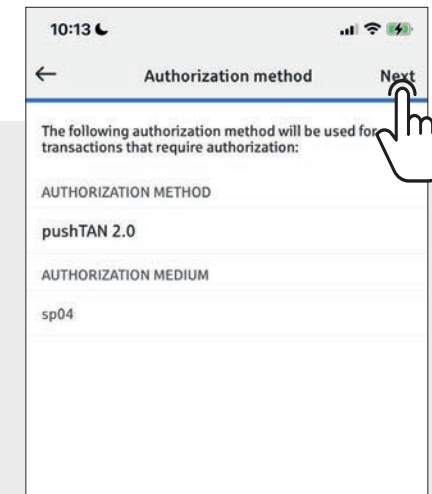 10:13
Authorization method Next
The following authorization method will be used for
transactions that require authorization:
AUTHORIZATION METHOD
pushTAN 2.0
AUTHORIZATION MEDIUM
sp04